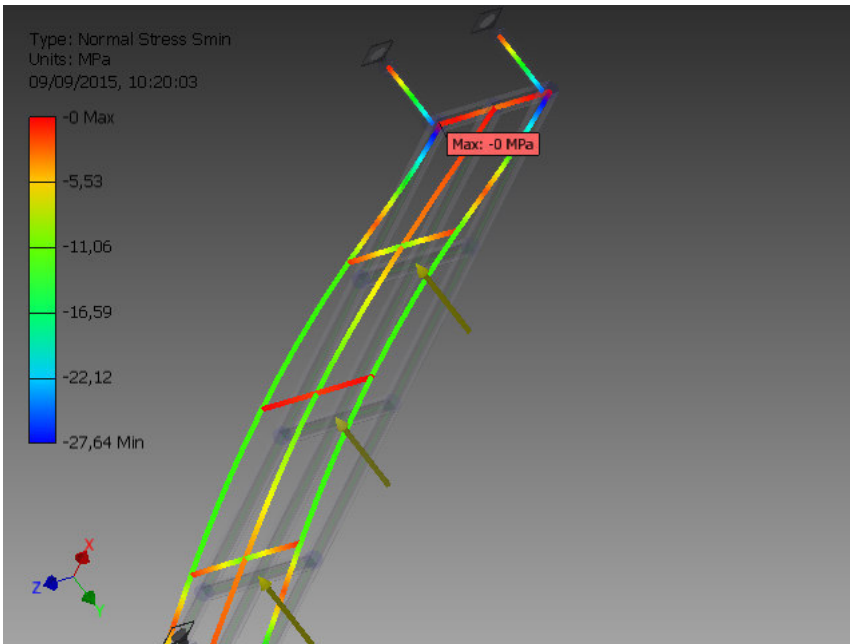 Type: Normal Stress Smin
Units: MPa
09/09/2015, 10:20:03
-0 Max
-5,53
-11,06
-16,59
-22,12
-27,64 Min
Max: -0 MPa
X
Z
Y